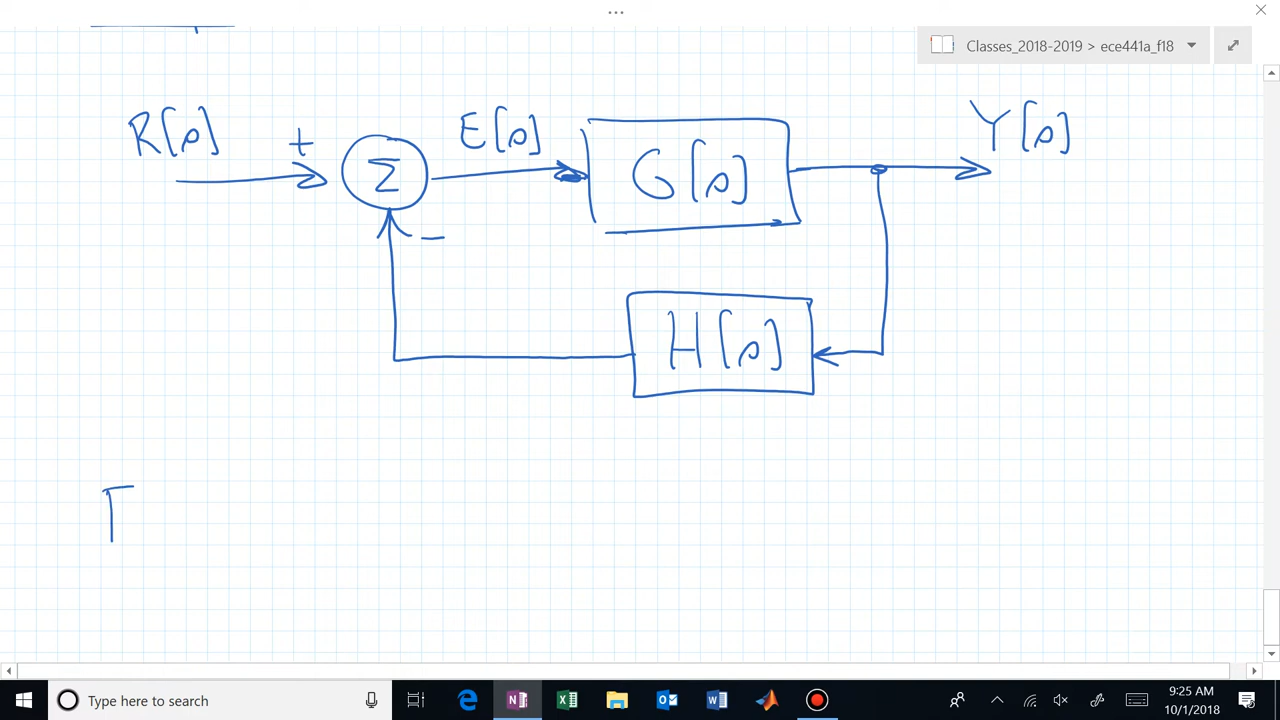 Classes_2018-2019 > ece441a_f18
R[s] + Σ E[s] G[s] Y[s]
−
H[s]
Γ
Type here to search
9:25 AM
10/1/2018